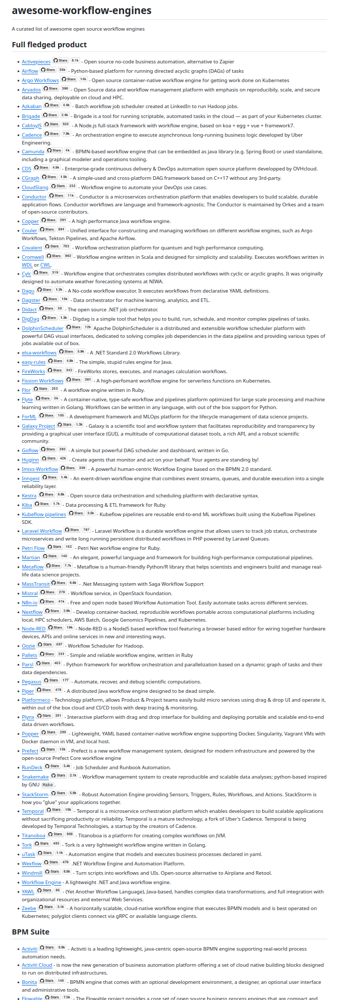 awesome-workflow-engines
A curated list of awesome open source workflow engines
Full fledged product
• Activepieces Stars 8.1k - Open source no-code business automation, alternative to Zapier
• Airflow Stars 35k - Python-based platform for running directed acyclic graphs (DAGs) of tasks
• Argo Workflows Stars 14k - Open source container-native workflow engine for getting work done on Kubernetes
• Arvados Stars 386 - Open Source data and workflow management platform with emphasis on reproducibily, scale, and secure
data sharing, deployable on cloud and HPC.
• Azkaban Stars 4.4k - Batch workflow job scheduler created at LinkedIn to run Hadoop jobs.
• Brigade Stars 2.4k - Brigade is a tool for running scriptable, automated tasks in the cloud — as part of your Kubernetes cluster.
• CabloyJS Stars 926 - A Node.js full-stack framework with workflow engine, based on koa + egg + vue + framework7.
• Cadence Stars 7.9k - An orchestration engine to execute asynchronous long-running business logic developed by Uber
Engineering.
• Camunda Stars 4k - BPMN-based workflow engine that can be embedded as java library (e.g. Spring Boot) or used standalone,
including a graphical modeler and operations tooling.
• CDS Stars 4.5k - Enterprise-grade continuous delivery & DevOps automation open source platform developped by OVHcloud.
• CGraph Stars 1.5k - A simple-used and cross-platform DAG framework based on C++17 without any 3rd-party.
• CloudSlang Stars 232 - Workflow engine to automate your DevOps use cases.
• Conductor Stars 11k - Conductor is a microservices orchestration platform that enables developers to build scalable, durable
application flows. Conductor workflows are language and framework-agnostic. The Conductor is maintained by Orkes and a team
of open-source contributors.
• Copper Stars 281 - A high performance Java workflow engine.
• Couler Stars 891 - Unified interface for constructing and managing workflows on different workflow engines, such as Argo
Workflows, Tekton Pipelines, and Apache Airflow.
• Covalent Stars 703 - Workflow orchestration platform for quantum and high performance computing.
• Cromwell Stars 962 - Workflow engine written in Scala and designed for simplicity and scalability. Executes workflows written in
WDL or CWL.
• Cylc Stars 319 - Workflow engine that orchestrates complex distributed workflows with cyclic or acyclic graphs. It was originally
designed to automate weather forecasting systems at NIWA.
• Dagu Stars 1.2k - A No-code workflow executor. It executes workflows from declarative YAML definitions.
• Dagster Stars 10k - Data orchestrator for machine learning, analytics, and ETL.
• Didact Stars 38 - The open source .NET job orchestrator.
• DigDag Stars 1.3k - Digdag is a simple tool that helps you to build, run, schedule, and monitor complex pipelines of tasks.
• DolphinScheduler Stars 12k Apache DolphinScheduler is a distributed and extensible workflow scheduler platform with
powerful DAG visual interfaces, dedicated to solving complex job dependencies in the data pipeline and providing various types of
jobs available out of box.
• elsa-workflows Stars 5.9k - A .NET Standard 2.0 Workflows Library.
• easy-rules Stars 4.8k - The simple, stupid rules engine for Java.
• FireWorks Stars 342 - FireWorks stores, executes, and manages calculation workflows.
• Fission Workflows Stars 361 - A high-perfomant workflow engine for serverless functions on Kubernetes.
• Flor Stars 253 - A workflow engine written in Ruby.
• Flyte Stars 5k - A container-native, type-safe workflow and pipelines platform optimized for large scale processing and machine
learning written in Golang. Workflows can be written in any language, with out of the box support for Python.
• ForML Stars 105 - A development framework and MLOps platform for the lifecycle management of data science projects.
• Galaxy Project Stars 1.3k - Galaxy is a scientific tool and workflow system that facilitates reproducibility and transparency by
providing a graphical user interface (GUI), a multitude of computational dataset tools, a rich API, and a robust scientific
community.
• Goflow Stars 283 - A simple but powerful DAG scheduler and dashboard, written in Go.
• Huginn Stars 42k - Create agents that monitor and act on your behalf. Your agents are standing by!
• Imixs-Workflow Stars 339 - A powerful human-centric Workflow Engine based on the BPMN 2.0 standard.
• Inngest Stars 1.4k - An event-driven workflow engine that combines event streams, queues, and durable execution into a single
reliability layer.
• Kestra Stars 6.8k - Open source data orchestration and scheduling platform with declarative syntax.
• Kiba Stars 1.7k - Data processing & ETL framework for Ruby
• Kubeflow pipelines Stars 3.5k - Kubeflow pipelines are reusable end-to-end ML workflows built using the Kubeflow Pipelines
SDK.
• Laravel Workflow Stars 797 - Laravel Workflow is a durable workflow engine that allows users to track job status, orchestrate
microservices and write long running persistent distributed workflows in PHP powered by Laravel Queues.
• Petri Flow Stars 162 - Petri Net workflow engine for Ruby.
• Martian Stars 146 - An elegant, powerful language and framework for building high-performance computational pipelines.
• Metaflow Stars 7.7k - Metaflow is a human-friendly Python/R library that helps scientists and engineers build and manage real-
life data science projects.
• MassTransit Stars 6.6k - .Net Messaging system with Saga Workflow Support
• Mistral Stars 279 - Workflow service, in OpenStack foundation.
• N8n-io Stars 41k - Free and open node based Workflow Automation Tool. Easily automate tasks across different services.
• Nextflow Stars 2.6k - Develop container-backed, reproducible workflows portable across computational platforms including
local, HPC schedulers, AWS Batch, Google Genomics Pipelines, and Kubernetes.
• Node-RED Stars 19k - Node-RED is a NodeJS based workflow tool featuring a browser based editor for wiring together hardware
devices, APIs and online services in new and interesting ways.
• Oozie Stars 697 - Workflow Scheduler for Hadoop.
• Pallets Stars 231 - Simple and reliable workflow engine, written in Ruby
• Parsl Stars 463 - Python framework for workflow orchestration and parallelization based on a dynamic graph of tasks and their
data dependencies.
• Pegasus Stars 177 - Automate, recover, and debug scientific computations.
• Piper Stars 479 - A distributed Java workflow engine designed to be dead simple.
• Platformeco - Technology platform, allows Product & Project teams easily build micro services using drag & drop UI and operate it,
within out of the box cloud and CI/CD tools with deep tracing & monitoring.
• Plynx Stars 291 - Interactive platform with drag and drop interface for building and deploying portable and scalable end-to-end
data driven workflows.
• Popper Stars 299 - Lightweight, YAML based container-native workflow engine supporting Docker, Singularity, Vagrant VMs with
Docker daemon in VM, and local host.
• Prefect Stars 15k - Prefect is a new workflow management system, designed for modern infrastructure and powered by the
open-source Prefect Core workflow engine
• RunDeck Stars 5.4k - Job Scheduler and Runbook Automation.
• Snakemake Stars 2.1k - Workflow management system to create reproducible and scalable data analyses; python-based inspired
by GNU Make.
• StackStorm Stars 5.9k - Robust Automation Engine providing Sensors, Triggers, Rules, Workflows, and Actions. StackStorm is
how you "glue" your applications together.
• Temporal Stars 10k - Temporal is a microservice orchestration platform which enables developers to build scalable applications
without sacrificing productivity or reliability. Temporal is a mature technology, a fork of Uber's Cadence. Temporal is being
developed by Temporal Technologies, a startup by the creators of Cadence.
• Titanoboa Stars 908 - Titanoboa is a platform for creating complex workflows on JVM.
• Tork Stars 493 - Tork is a very lightweight workflow engine written in Golang.
• uTask Stars 1.1k - Automation engine that models and executes business processes declared in yaml.
• Wexflow Stars 478 .NET Workflow Engine and Automation Platform.
• Windmill Stars 8.8k - Turn scripts into workflows and UIs. Open-source alternative to Airplane and Retool.
• Workflow Engine - A lightweight .NET and Java workflow engine.
• YAWL Stars 86 - (Yet Another Workflow Language), Java-based, handles complex data transformations, and full integration with
organizational resources and external Web Services.
• Zeebe Stars 3.1k - A horizontally scalable, cloud-native workflow engine that executes BPMN models and is best operated on
Kubernetes; polyglot clients connect via gRPC or available language clients.
BPM Suite
• Activiti Stars 9.9k - Activiti is a leading lightweight, java-centric open-source BPMN engine supporting real-world process
automation needs.
• Activiti Cloud - is now the new generation of business automation platform offering a set of cloud native building blocks designed
to run on distributed infrastructures.
• Bonita Stars 146 - BPMN engine that comes with an optional development environment, a designer, an optional user interface
and administrative tools.
• Flowable Stars 7.5k - The Flowable project provides a core set of open source business process engines that are compact and